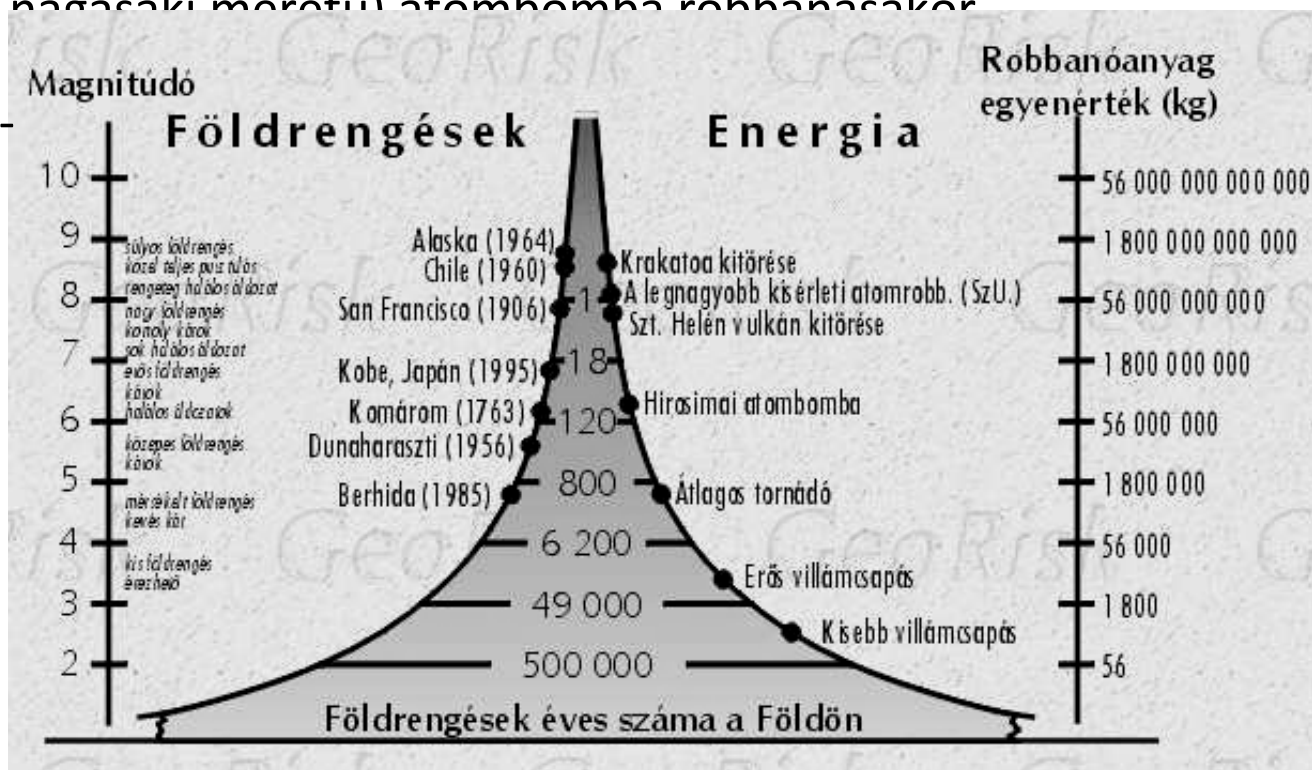 nagasaki méretű) atombomba robbanásakor
Magnitúdó
Földrengések
Energia
Robbanóanyag
egyenérték (kg)
10
9
8
7
6
5
4
3
2
súlyos földrengés
közel teljes pusztulás
rengeteg halálos áldozat
nagy földrengés
komoly károk
sok halálos áldozat
erős földrengés
károk
halálos áldozatok
közepes földrengés
károk
mérsékelt földrengés
kevés kár
kis földrengés
érezhető
Alaska (1964)
Chile (1960)
San Francisco (1906)
Kobe, Japán (1995)
Komárom (1763)
Dunaharaszti (1956)
Berhida (1985)
1
18
120
800
6 200
49 000
500 000
Földrengések éves száma a Földön
Krakatoa kitörése
A legnagyobb kísérleti atomrobb. (SzU.)
Szt. Helén vulkán kitörése
Hirosimai atombomba
Átlagos tornádó
Erős villámcsapás
Kisebb villámcsapás
56 000 000 000 000
1 800 000 000 000
56 000 000 000
1 800 000 000
56 000 000
1 800 000
56 000
1 800
56
GeoRisk